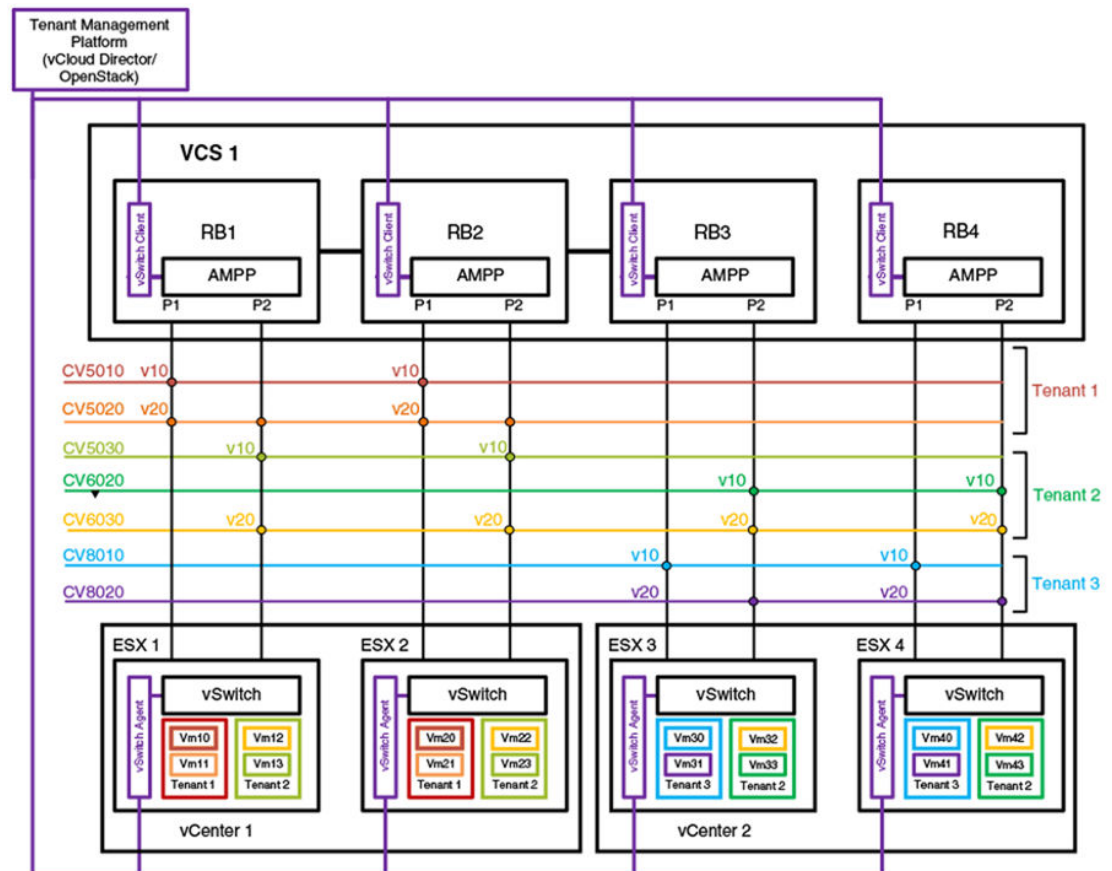 Tenant Management
Platform
(vCloud Director/
OpenStack)
VCS 1
vSwitch Client
RB1
AMPP
P1 P2
vSwitch Client
RB2
AMPP
P1 P2
vSwitch Client
RB3
AMPP
P1 P2
vSwitch Client
RB4
AMPP
P1 P2
CV5010 v10 v10
CV5020 v20 v20
Tenant 1
CV5030 v10 v10
CV6020 v10 v10
CV6030 v20 v20 v20 v20
Tenant 2
CV8010 v10 v10
CV8020 v20 v20
Tenant 3
ESX 1
vSwitch Agent
vSwitch
Vm10 Vm12
Vm11 Vm13
Tenant 1 Tenant 2
ESX 2
vSwitch Agent
vSwitch
Vm20 Vm22
Vm21 Vm23
Tenant 1 Tenant 2
vCenter 1
ESX 3
vSwitch Agent
vSwitch
Vm30 Vm32
Vm31 Vm33
Tenant 3 Tenant 2
ESX 4
vSwitch Agent
vSwitch
Vm40 Vm42
Vm41 Vm43
Tenant 3 Tenant 2
vCenter 2